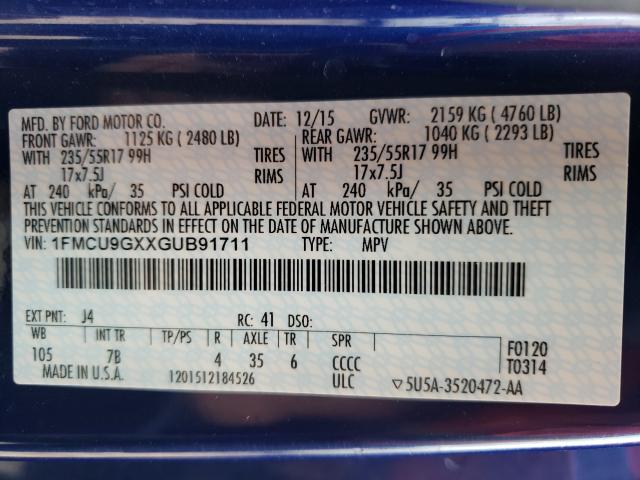 MFD. BY FORD MOTOR CO. DATE: 12/15 GVWR: 2159 KG ( 4760 LB)
FRONT GAWR: 1125 KG ( 2480 LB) REAR GAWR: 1040 KG ( 2293 LB)
WITH 235/55R17 99H TIRES WITH 235/55R17 99H TIRES
17x7.5J RIMS 17x7.5J RIMS
AT 240 kPa/ 35 PSI COLD AT 240 kPa/ 35 PSI COLD
THIS VEHICLE CONFORMS TO ALL APPLICABLE FEDERAL MOTOR VEHICLE SAFETY AND THEFT
PREVENTION STANDARDS IN EFFECT ON THE DATE OF MANUFACTURE SHOWN ABOVE.
VIN: 1FMCU9GXXGUB91711 TYPE: MPV
EXT PNT: J4 RC: 41 DSO:
WB INT TR TP/PS R AXLE TR SPR
105 7B 4 35 6 CCCC F0120
ULC T0314
MADE IN U.S.A. 1201512184526 ▽5U5A-3520472-AA